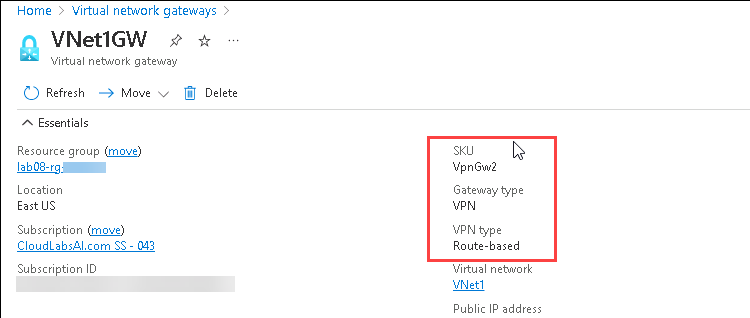 Home > Virtual network gateways >
VNet1GW
Virtual network gateway
Refresh
Move
Delete
Essentials
Resource group (move)
lab08-rg-
Location
East US
Subscription (move)
CloudLabsAI.com SS - 043
Subscription ID
SKU
VpnGw2
Gateway type
VPN
VPN type
Route-based
Virtual network
VNet1
Public IP address